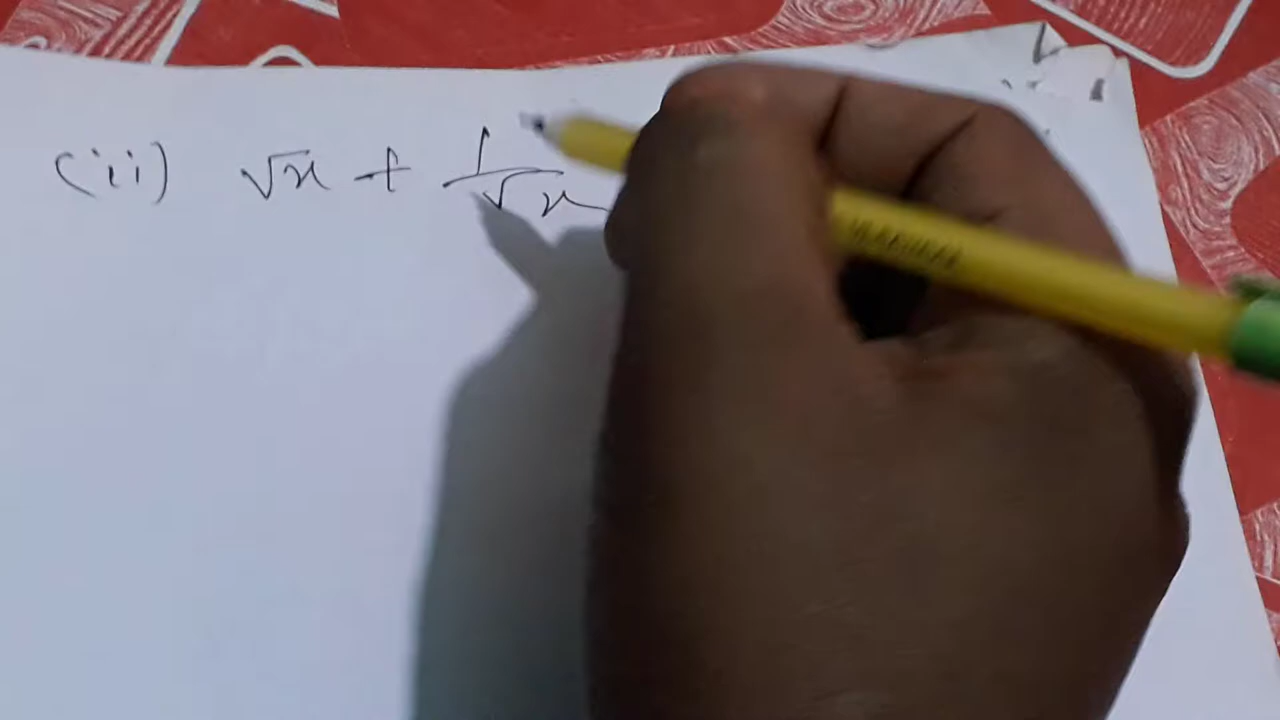 (ii) √x + 1/√x